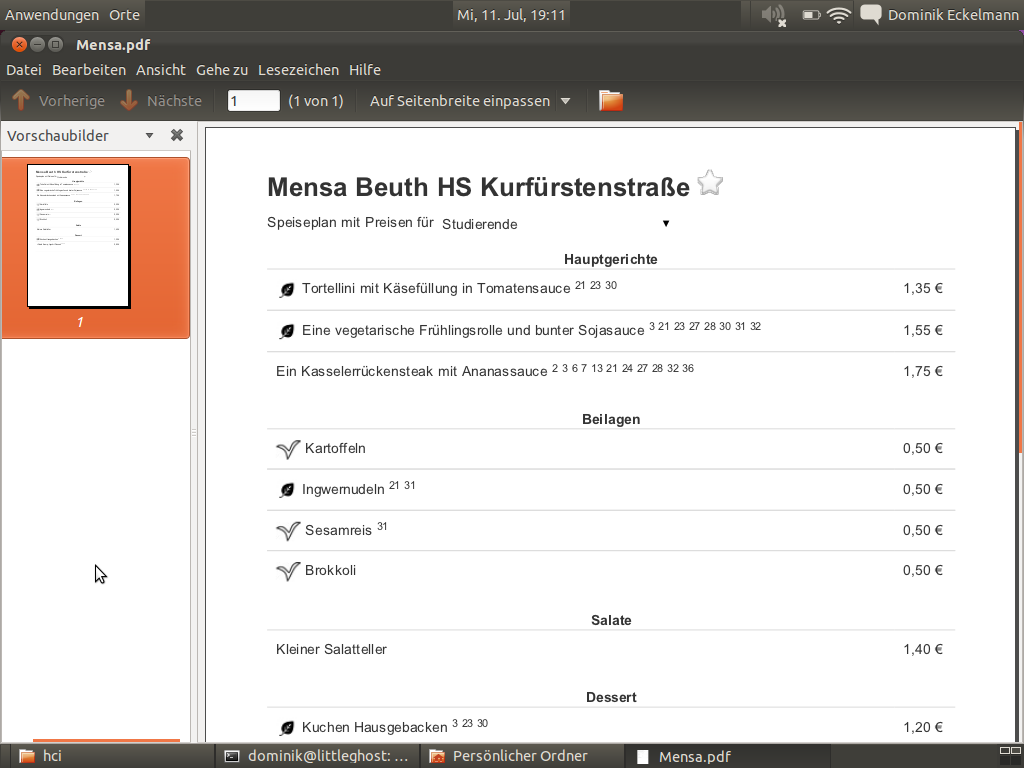 Anwendungen Orte Mi, 11. Jul, 19:11 Dominik Eckelmann
Mensa.pdf
Datei Bearbeiten Ansicht Gehe zu Lesezeichen Hilfe
Vorherige Nächste 1 (1 von 1) Auf Seitenbreite einpassen
Vorschaubilder
1
Mensa Beuth HS Kurfürstenstraße
Speiseplan mit Preisen für Studierende
Hauptgerichte
Tortellini mit Käsefüllung in Tomatensauce 21 23 30 1,35 €
Eine vegetarische Frühlingsrolle und bunter Sojasauce 3 21 23 27 28 30 31 32 1,55 €
Ein Kasselerrückensteak mit Ananassauce 2 3 6 7 13 21 24 27 28 32 36 1,75 €
Beilagen
Kartoffeln 0,50 €
Ingwernudeln 21 31 0,50 €
Sesamreis 31 0,50 €
Brokkoli 0,50 €
Salate
Kleiner Salatteller 1,40 €
Dessert
Kuchen Hausgebacken 3 23 30 1,20 €
hci dominik@littleghost: ... Persönlicher Ordner Mensa.pdf